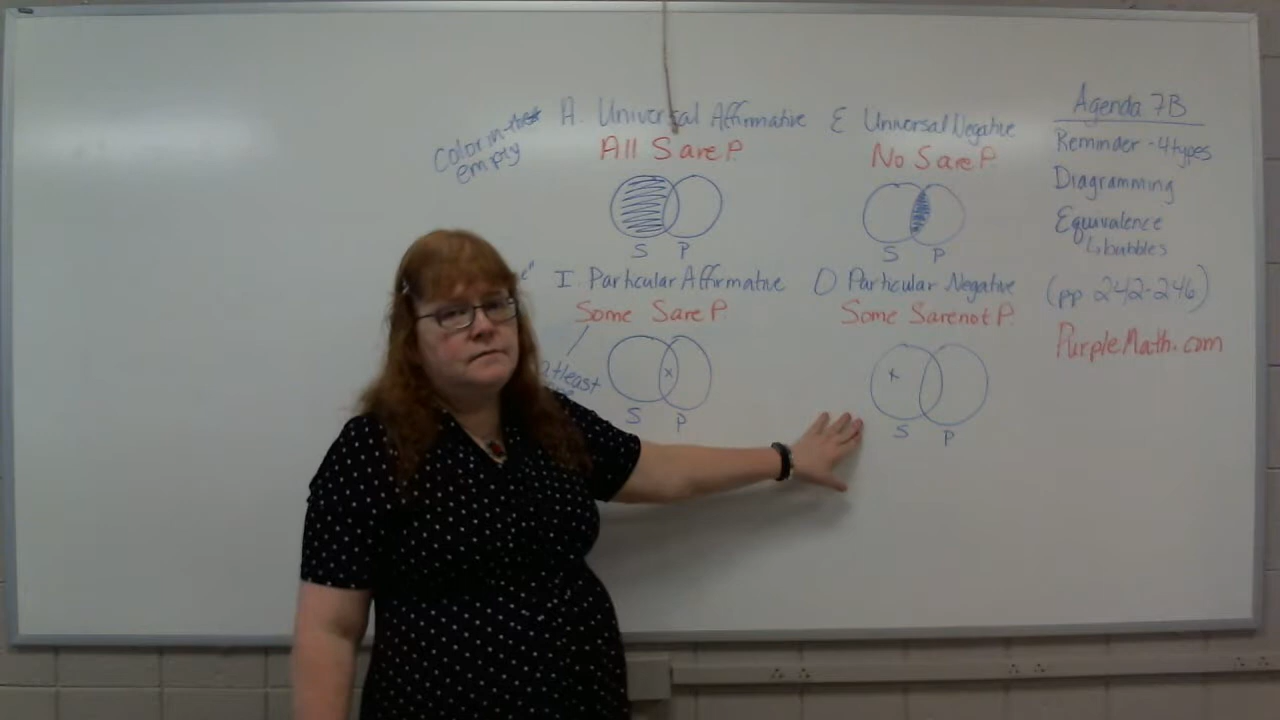 Color in the
empty
A. Universal Affirmative
All S are P.
S P
E Universal Negative
No S are P.
S P
I. Particular Affirmative
Some S are P
At least
x
S P
O Particular Negative
Some S are not P.
x
S P
Agenda 7B
Reminder - 4 types
Diagramming
Equivalence
↳ bubbles
(pp 242-246)
PurpleMath.com